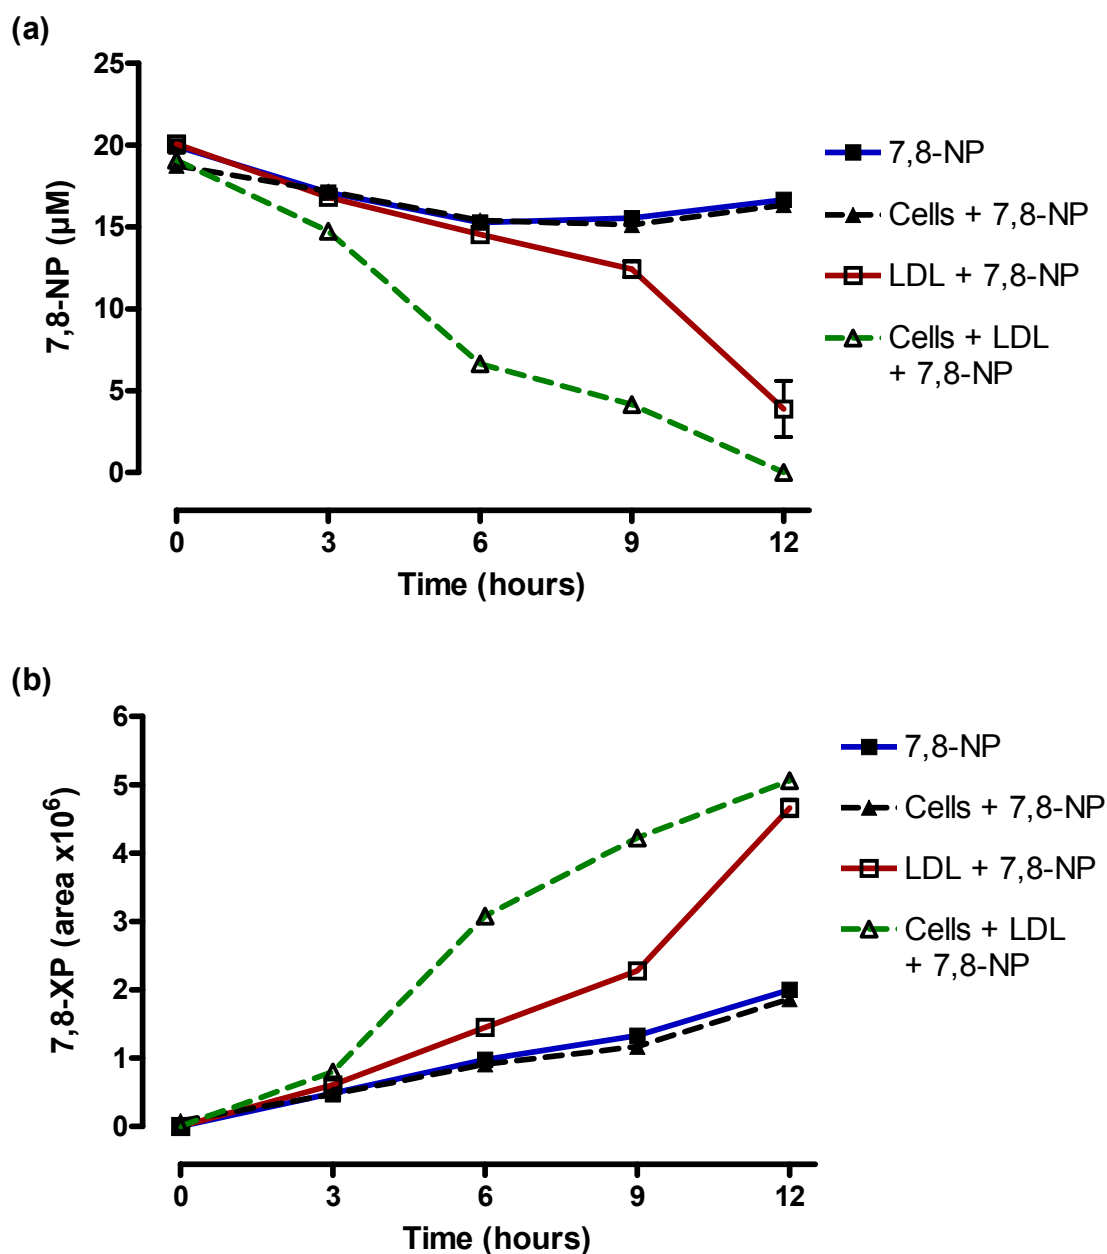 (a)
25
20
15
10
5
0
7,8-NP (µM)
0 3 6 9 12
Time (hours)
7,8-NP
Cells + 7,8-NP
LDL + 7,8-NP
Cells + LDL
+ 7,8-NP
(b)
6
5
4
3
2
1
0
7,8-XP (area x10⁶)
0 3 6 9 12
Time (hours)
7,8-NP
Cells + 7,8-NP
LDL + 7,8-NP
Cells + LDL
+ 7,8-NP